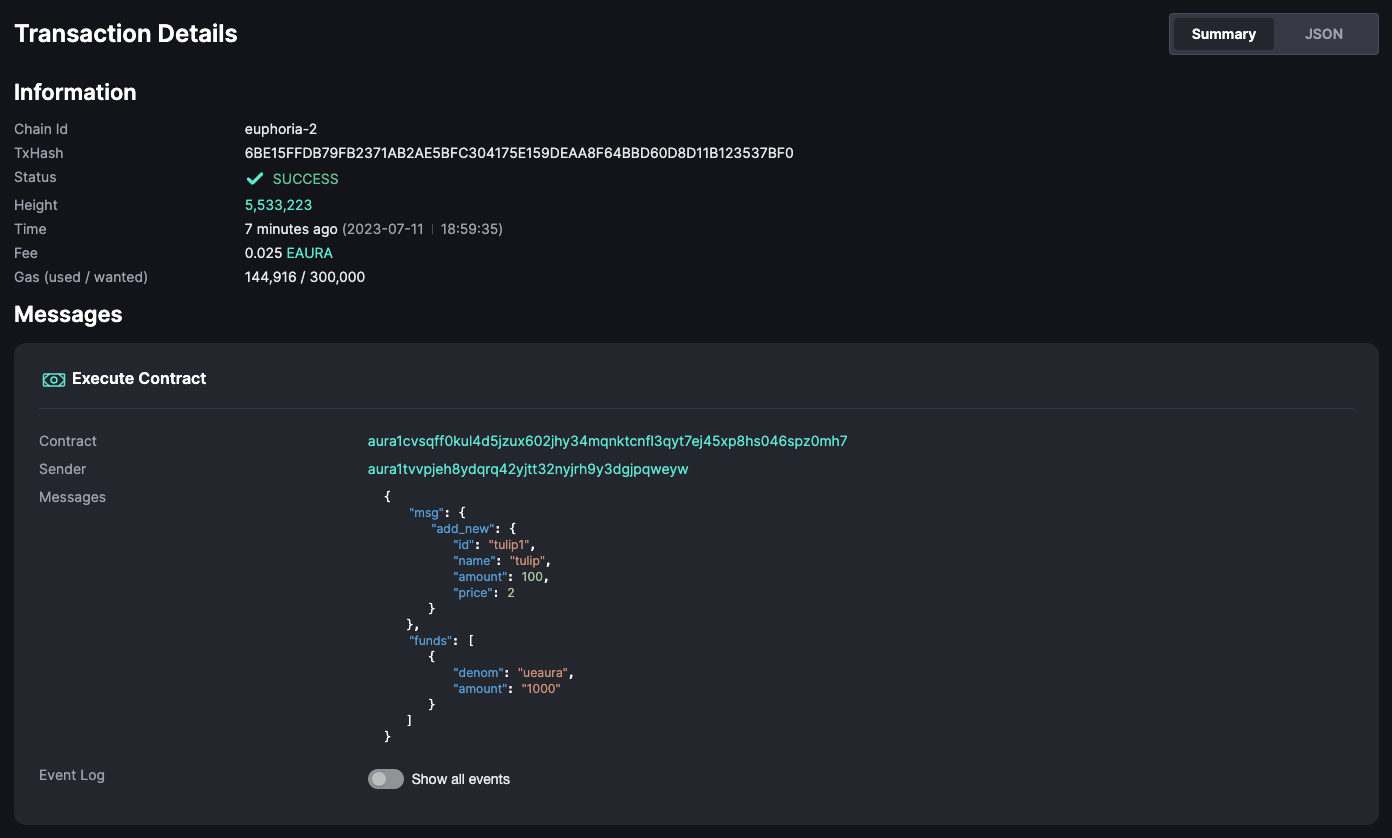 Transaction Details
Summary JSON
Information
Chain Id euphoria-2
TxHash 6BE15FFDB79FB2371AB2AE5BFC304175E159DEAA8F64BBD60D8D11B123537BF0
Status SUCCESS
Height 5,533,223
Time 7 minutes ago (2023-07-11 | 18:59:35)
Fee 0.025 EAURA
Gas (used / wanted) 144,916 / 300,000
Messages
Execute Contract
Contract aura1cvsqff0kul4d5jzux602jhy34mqnktcnfl3qyt7ej45xp8hs046spz0mh7
Sender aura1tvvpjeh8ydqrq42yjtt32nyjrh9y3dgjpqweyw
Messages {
"msg": {
"add_new": {
"id": "tulip1",
"name": "tulip",
"amount": 100,
"price": 2
}
},
"funds": [
{
"denom": "ueaura",
"amount": "1000"
}
]
}
Event Log Show all events